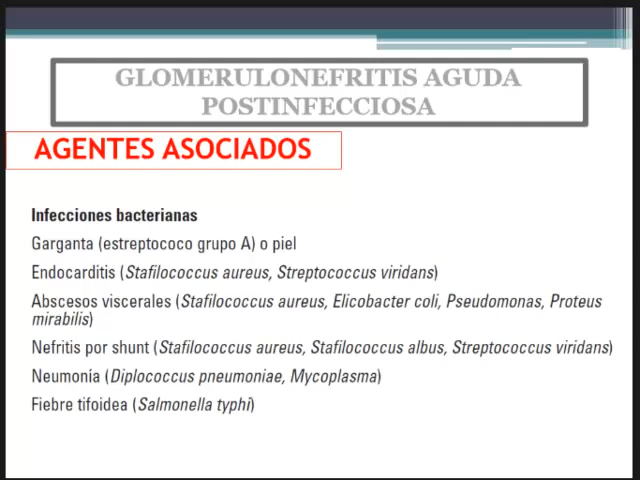 GLOMERULONEFRITIS AGUDA
POSTINFECCIOSA
AGENTES ASOCIADOS
Infecciones bacterianas
Garganta (estreptococo grupo A) o piel
Endocarditis (Stafilococcus aureus, Streptococcus viridans)
Abscesos viscerales (Stafilococcus aureus, Elicobacter coli, Pseudomonas, Proteus
mirabilis)
Nefritis por shunt (Stafilococcus aureus, Stafilococcus albus, Streptococcus viridans)
Neumonía (Diplococcus pneumoniae, Mycoplasma)
Fiebre tifoidea (Salmonella typhi)